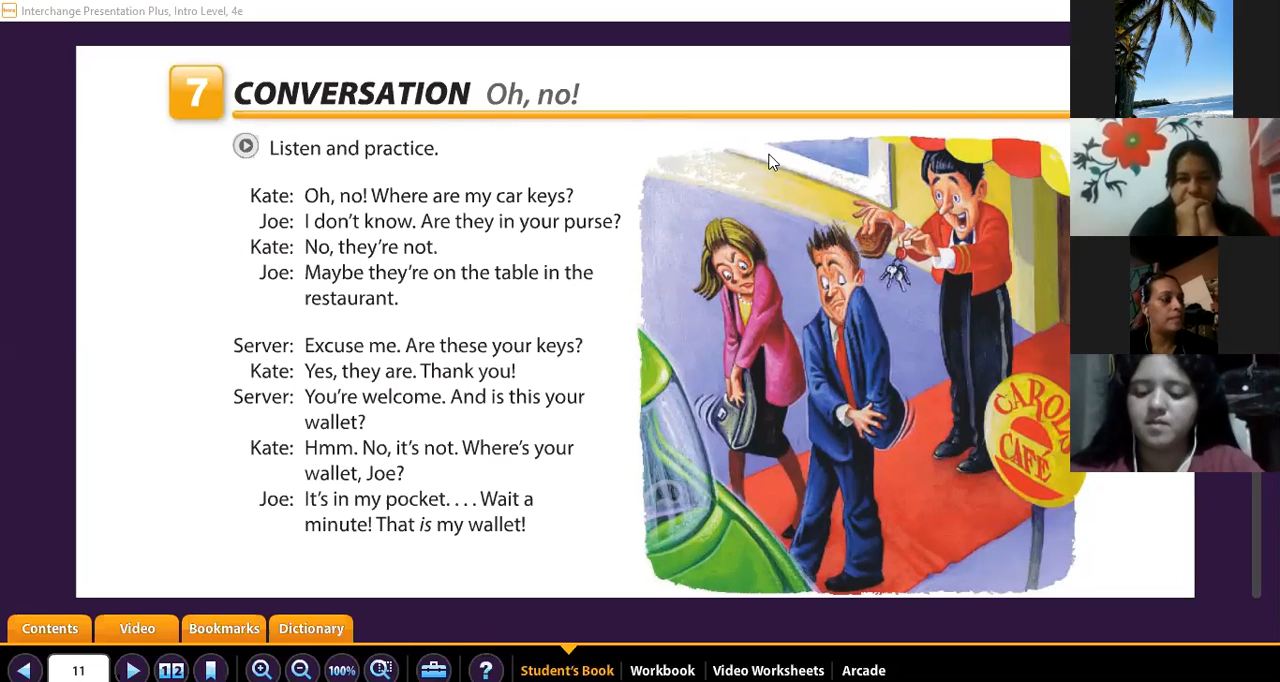 Interchange Presentation Plus, Intro Level, 4e
7 CONVERSATION Oh, no!
Listen and practice.
Kate: Oh, no! Where are my car keys?
Joe: I don't know. Are they in your purse?
Kate: No, they're not.
Joe: Maybe they're on the table in the
restaurant.
Server: Excuse me. Are these your keys?
Kate: Yes, they are. Thank you!
Server: You're welcome. And is this your
wallet?
Kate: Hmm. No, it's not. Where's your
wallet, Joe?
Joe: It's in my pocket. . . . Wait a
minute! That is my wallet!
CAFÉ
Contents Video Bookmarks Dictionary
11 1 2 100% ? Student's Book Workbook Video Worksheets Arcade